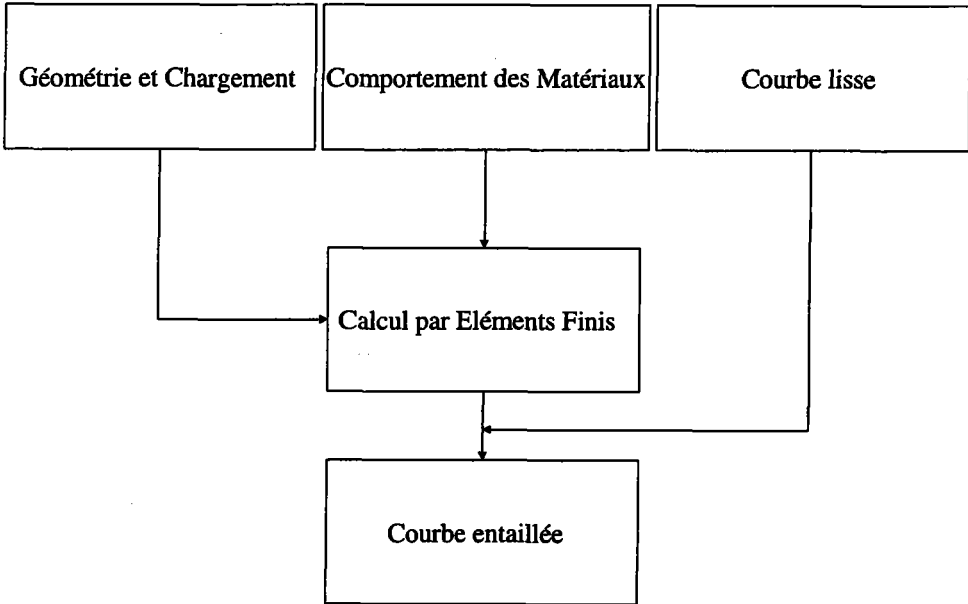 Géométrie et Chargement
Comportement des Matériaux
Courbe lisse
Calcul par Eléments Finis
Courbe entaillée